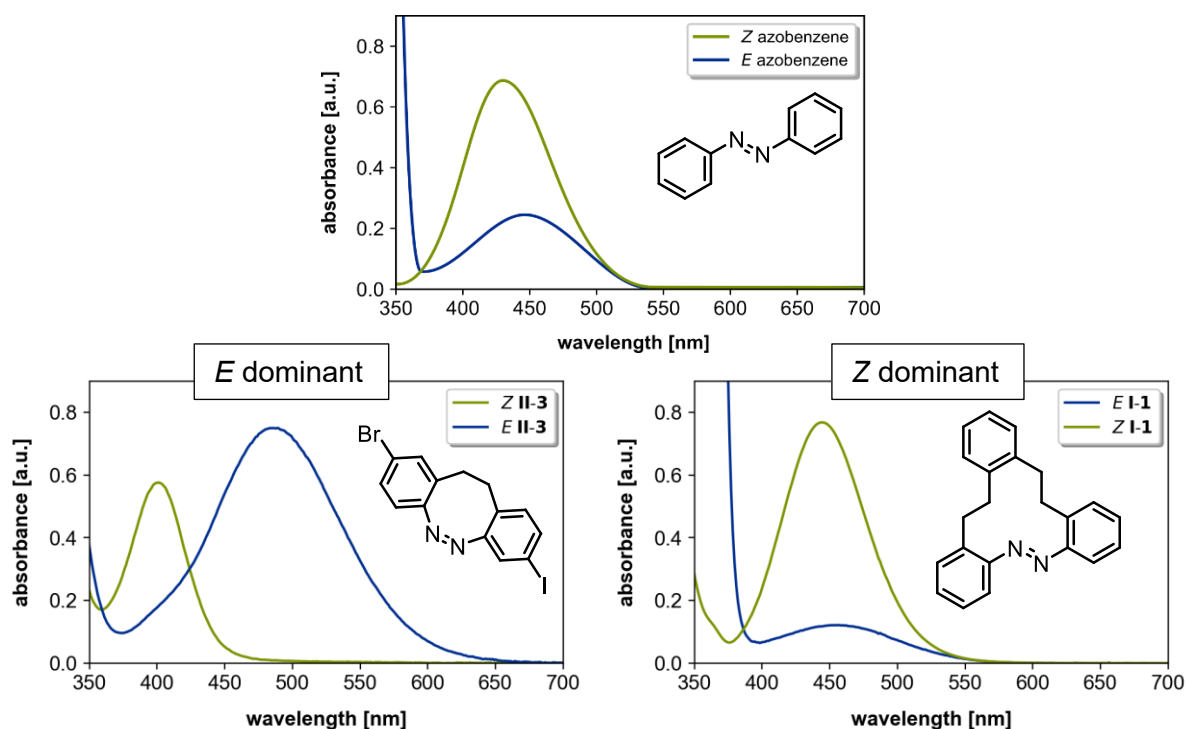 Z azobenzene
E azobenzene
0.8
0.6
0.4
0.2
0.0
absorbance [a.u.]
N
N
350 400 450 500 550 600 650 700
wavelength [nm]
E dominant
Z dominant
Z II-3
E II-3
0.8
0.6
0.4
0.2
0.0
absorbance [a.u.]
Br
N
N
I
350 400 450 500 550 600 650 700
wavelength [nm]
E I-1
Z I-1
0.8
0.6
0.4
0.2
0.0
absorbance [a.u.]
N
N
350 400 450 500 550 600 650 700
wavelength [nm]